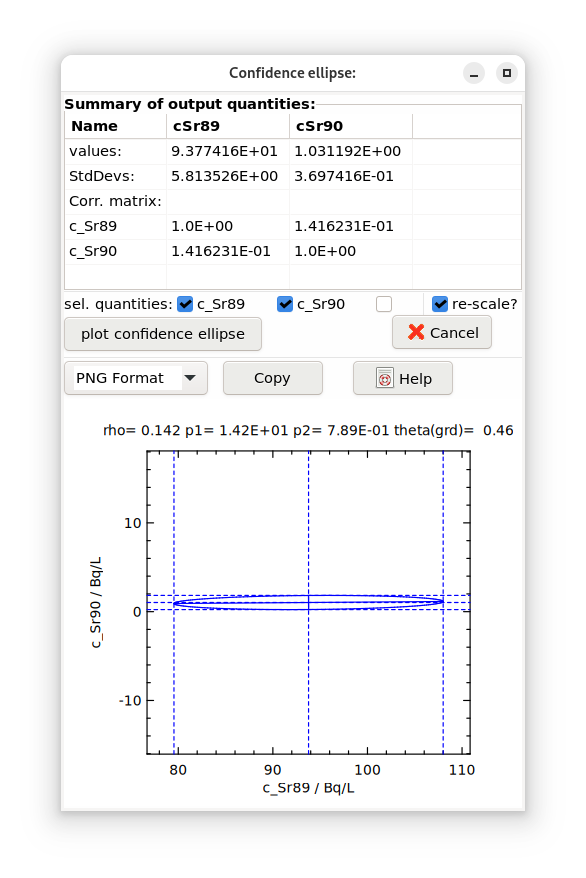 Confidence ellipse:
Summary of output quantities:
Name cSr89 cSr90
values: 9.377416E+01 1.031192E+00
StdDevs: 5.813526E+00 3.697416E-01
Corr. matrix:
c_Sr89 1.0E+00 1.416231E-01
c_Sr90 1.416231E-01 1.0E+00
sel. quantities: c_Sr89 c_Sr90 re-scale?
plot confidence ellipse Cancel
PNG Format Copy Help
rho= 0.142 p1= 1.42E+01 p2= 7.89E-01 theta(grd)= 0.46
10
0
-10
c_Sr90 / Bq/L
80 90 100 110
c_Sr89 / Bq/L